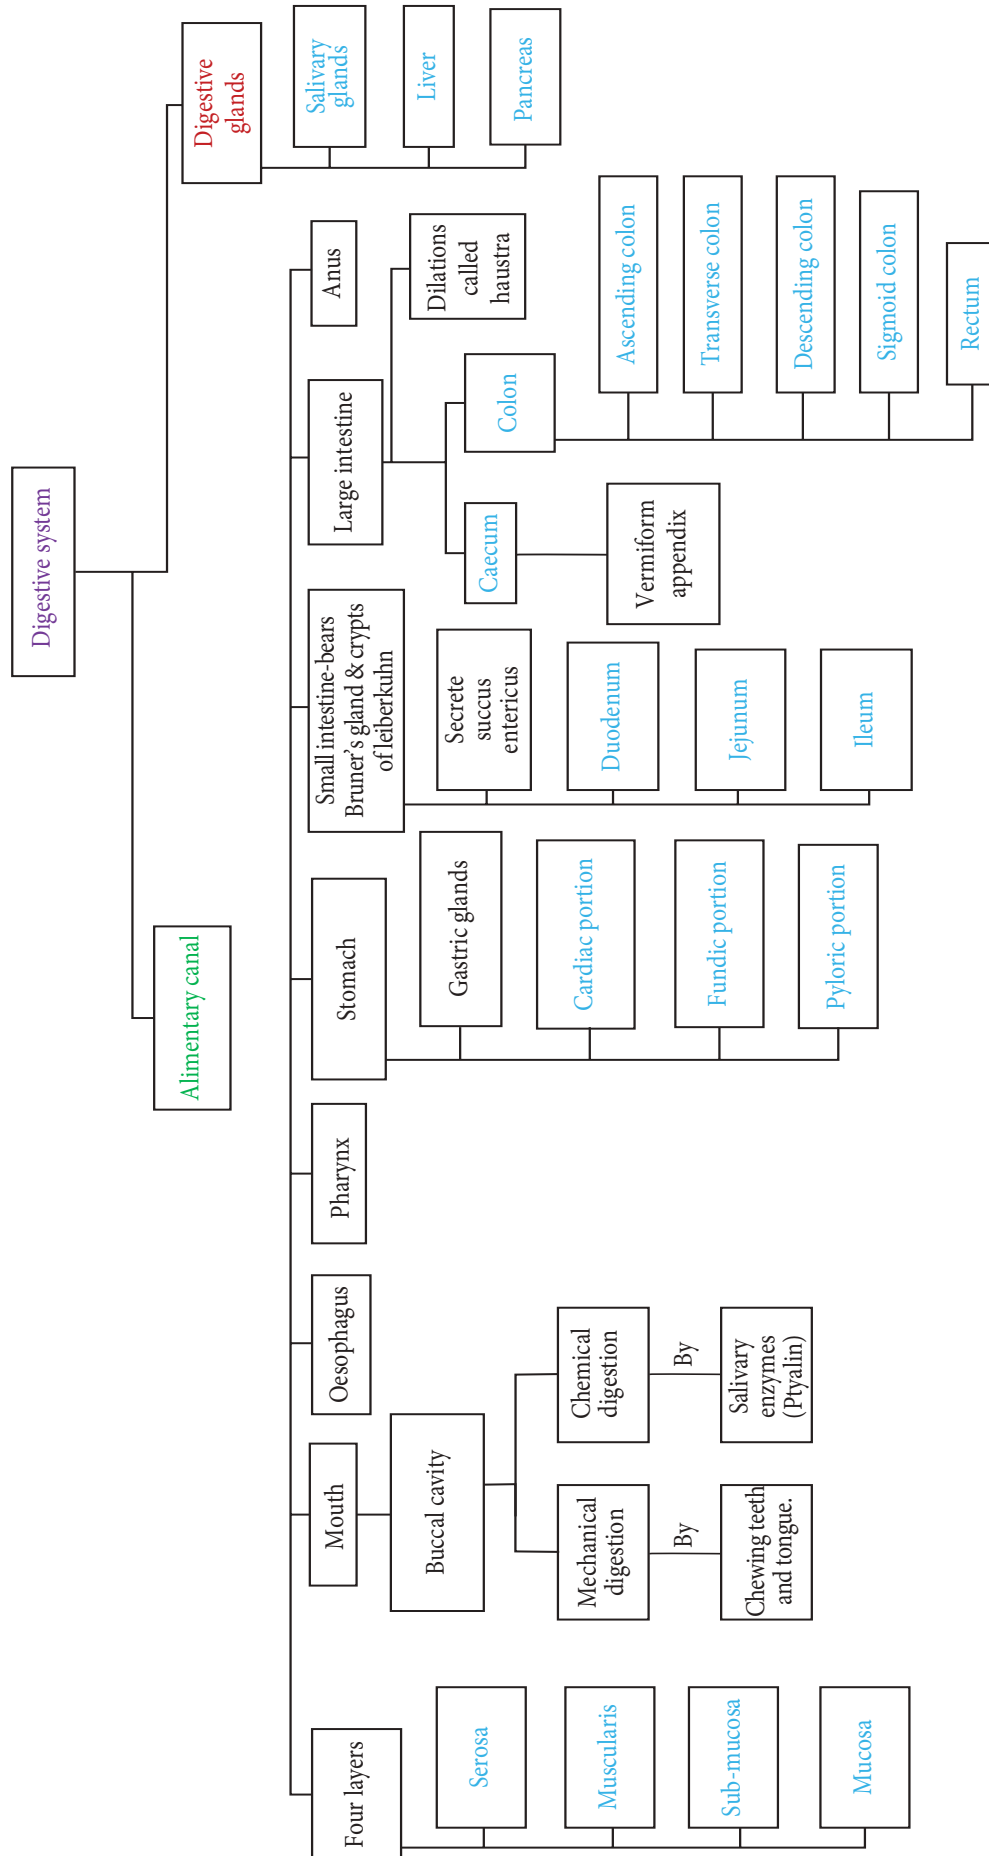 Digestive system
Alimentary canal
Digestive
glands
Four layers
Serosa
Muscularis
Sub-mucosa
Mucosa
Mouth
Buccal cavity
Mechanical
digestion
By
Chewing teeth
and tongue.
Chemical
digestion
By
Salivary
enzymes
(Ptyalin)
Oesophagus
Pharynx
Stomach
Gastric glands
Cardiac portion
Fundic portion
Pyloric portion
Small intestine-bears
Bruner's gland & crypts
of leiberkuhn
Secrete
succus
entericus
Duodenum
Jejunum
Ileum
Large intestine
Dilations
called
haustra
Caecum
Vermiform
appendix
Colon
Ascending colon
Transverse colon
Descending colon
Sigmoid colon
Rectum
Anus
Salivary
glands
Liver
Pancreas